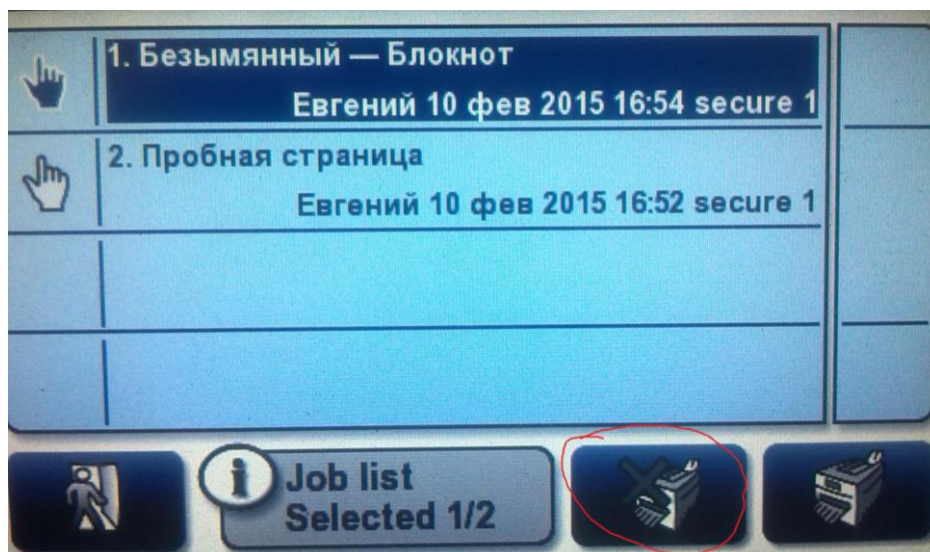 1. Безымянный — Блокнот
Евгений 10 фев 2015 16:54 secure 1
2. Пробная страница
Евгений 10 фев 2015 16:52 secure 1
i Job list
Selected 1/2